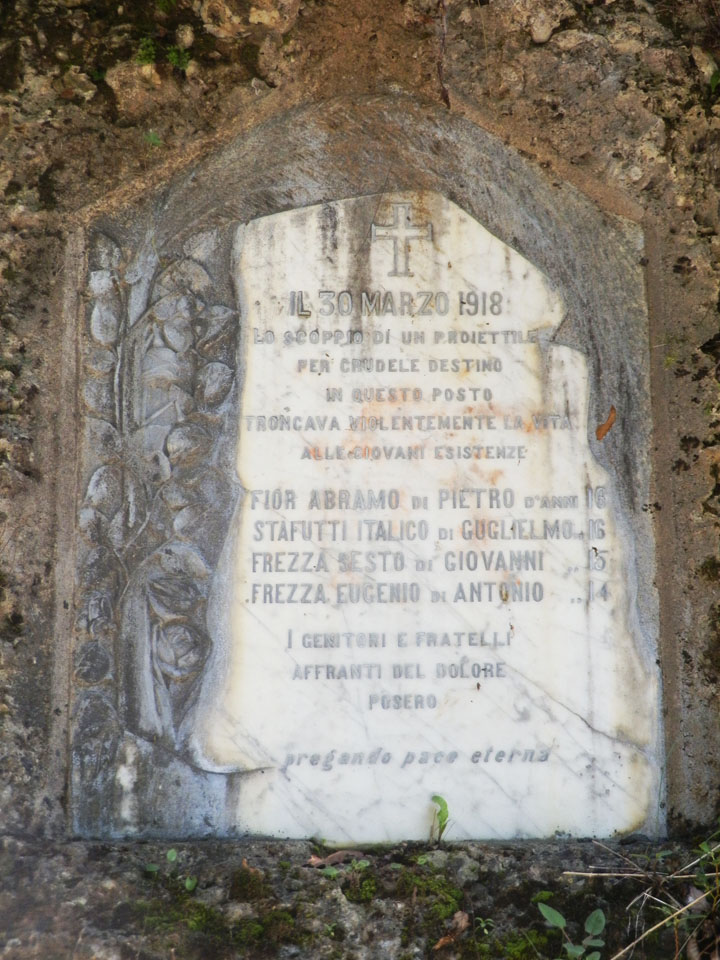 IL 30 MARZO 1918
LO SCOPPIO DI UN PROIETTILE
PER CRUDELE DESTINO
IN QUESTO POSTO
TRONCAVA VIOLENTEMENTE LA VITA
ALLE GIOVANI ESISTENZE
FIOR ABRAMO DI PIETRO D'ANNI 16
STAFUTTI ITALICO DI GUGLIELMO .. 16
FREZZA SESTO DI GIOVANNI .. 15
FREZZA EUGENIO DI ANTONIO .. 14
I GENITORI E FRATELLI
AFFRANTI DEL DOLORE
POSERO
pregando pace eterna